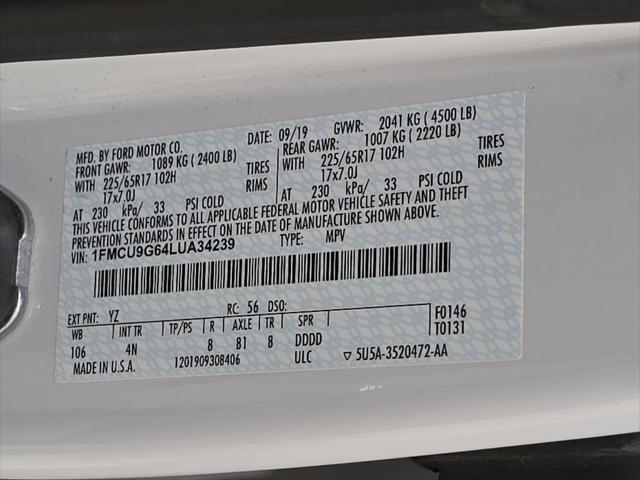 MFD. BY FORD MOTOR CO. DATE: 09/19 GVWR: 2041 KG ( 4500 LB)
FRONT GAWR: 1089 KG ( 2400 LB) REAR GAWR: 1007 KG ( 2220 LB)
WITH 225/65R17 102H TIRES WITH 225/65R17 102H TIRES
17x7.0J RIMS 17x7.0J RIMS
AT 230 kPa/ 33 PSI COLD AT 230 kPa/ 33 PSI COLD
THIS VEHICLE CONFORMS TO ALL APPLICABLE FEDERAL MOTOR VEHICLE SAFETY AND THEFT
PREVENTION STANDARDS IN EFFECT ON THE DATE OF MANUFACTURE SHOWN ABOVE.
VIN: 1FMCU9G64LUA34239 TYPE: MPV
EXT PNT: YZ RC: 56 DSO: F0146
WB INT TR TP/PS R AXLE TR SPR T0131
106 4N 8 81 8 DDDD
MADE IN U.S.A. 1201909308406 ULC ▽ 5U5A-3520472-AA